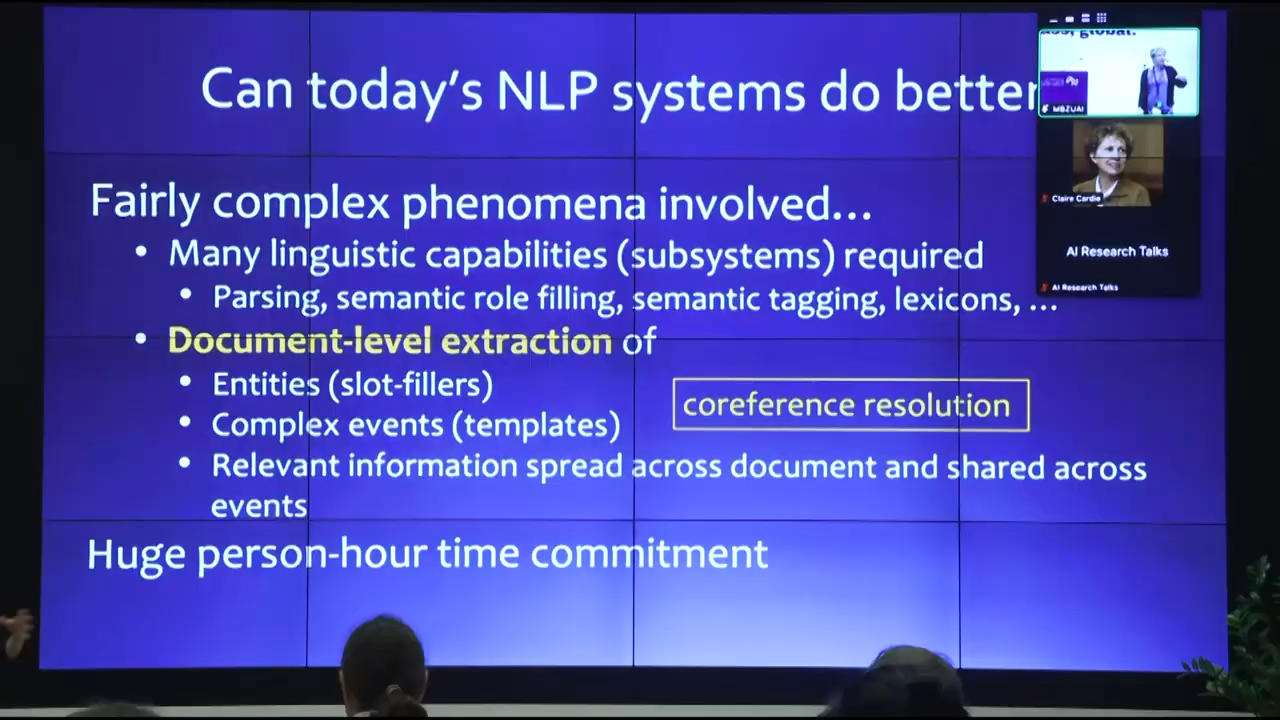 Can today's NLP systems do better
Fairly complex phenomena involved...
• Many linguistic capabilities (subsystems) required
• Parsing, semantic role filling, semantic tagging, lexicons, ...
• Document-level extraction of
• Entities (slot-fillers)
coreference resolution
• Complex events (templates)
• Relevant information spread across document and shared across
events
Huge person-hour time commitment
global.
MBZUAI
Claire Cardie
AI Research Talks
AI Research Talks